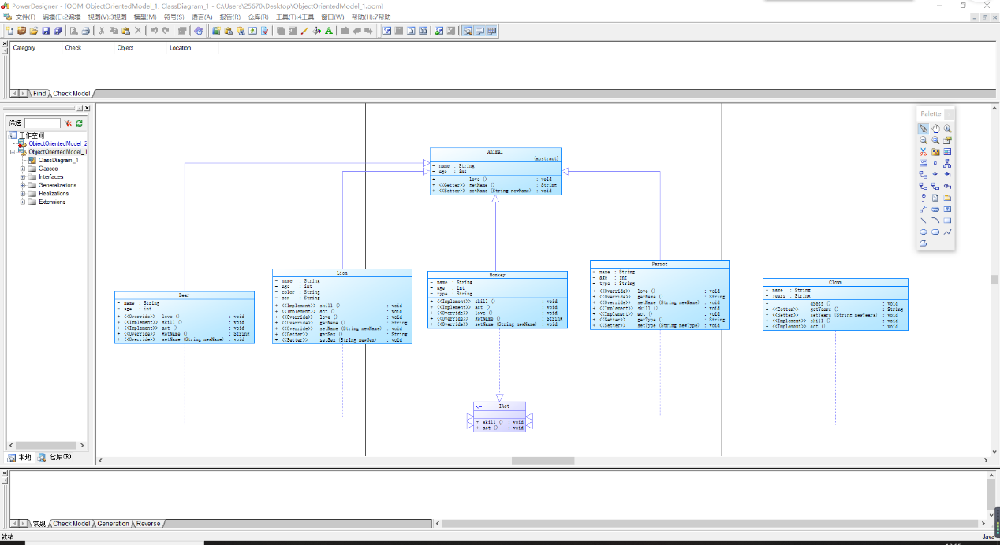 PowerDesigner - [OOM ObjectOrientedModel_1, ClassDiagram_1 - C:\Users\25670\Desktop\ObjectOrientedModel_1.oom]
文件(F) 编辑(E):2编辑 视图(V):3视图 模型(M) 符号(S) 语言(A) 报告(R) 仓库(R) 工具(T):4工具 窗口(W) 帮助(H):7帮助
Category Check Object Location
Find Check Model
筛选
工作空间
ObjectOrientedModel_2
ObjectOrientedModel_1
ClassDiagram_1
Classes
Interfaces
Generalizations
Realizations
Extensions
本地 仓库(R)
Palette
Animal
{abstract}
- name : String
- age : int
+ love () : void
+ <<Getter>> getName () : String
+ <<Setter>> setName (String newName) : void
Bear
- name : String
- age : int
+ <<Override>> love () : void
+ <<Implement>> skill () : void
+ <<Implement>> act () : void
+ <<Override>> getName () : String
+ <<Override>> setName (String newName) : void
Lion
- name : String
- age : int
- color : String
- sex : String
+ <<Implement>> skill () : void
+ <<Implement>> act () : void
+ <<Override>> love () : void
+ <<Override>> getName () : String
+ <<Override>> setName (String newName) : void
+ <<Getter>> getSex () : String
+ <<Setter>> setSex (String newSex) : void
Monkey
- name : String
- age : int
- type : String
+ <<Implement>> skill () : void
+ <<Implement>> act () : void
+ <<Override>> love () : void
+ <<Override>> getName () : String
+ <<Override>> setName (String newName) : void
Parrot
- name : String
- age : int
- type : String
+ <<Override>> love () : void
+ <<Override>> getName () : String
+ <<Override>> setName (String newName) : void
+ <<Implement>> skill () : void
+ <<Implement>> act () : void
+ <<Getter>> getType () : String
+ <<Setter>> setType (String newType) : void
Clown
- name : String
- years : String
+ dress () : void
+ <<Getter>> getYears () : String
+ <<Setter>> setYears (String newYears) : void
+ <<Implement>> skill () : void
+ <<Implement>> act () : void
IAct
+ skill () : void
+ act () : void
常规 Check Model Generation Reverse
就绪
Java